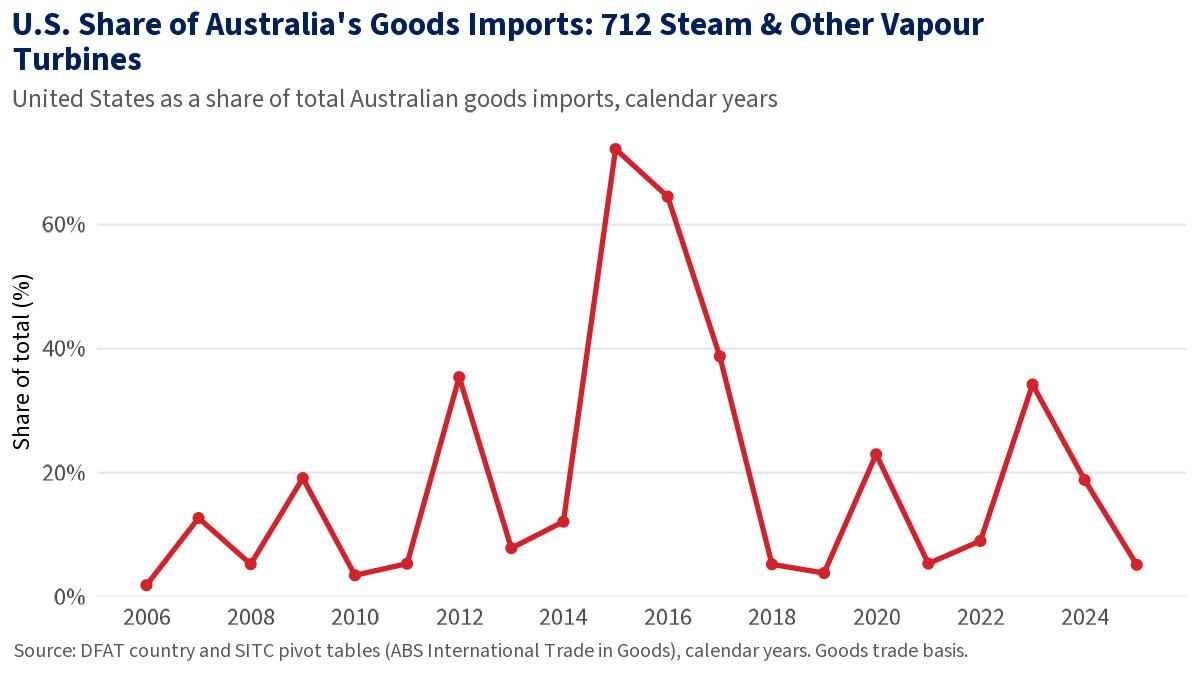 U.S. Share of Australia's Goods Imports: 712 Steam & Other Vapour
Turbines
United States as a share of total Australian goods imports, calendar years
Share of total (%)
60%
40%
20%
0%
2006 2008 2010 2012 2014 2016 2018 2020 2022 2024
Source: DFAT country and SITC pivot tables (ABS International Trade in Goods), calendar years. Goods trade basis.